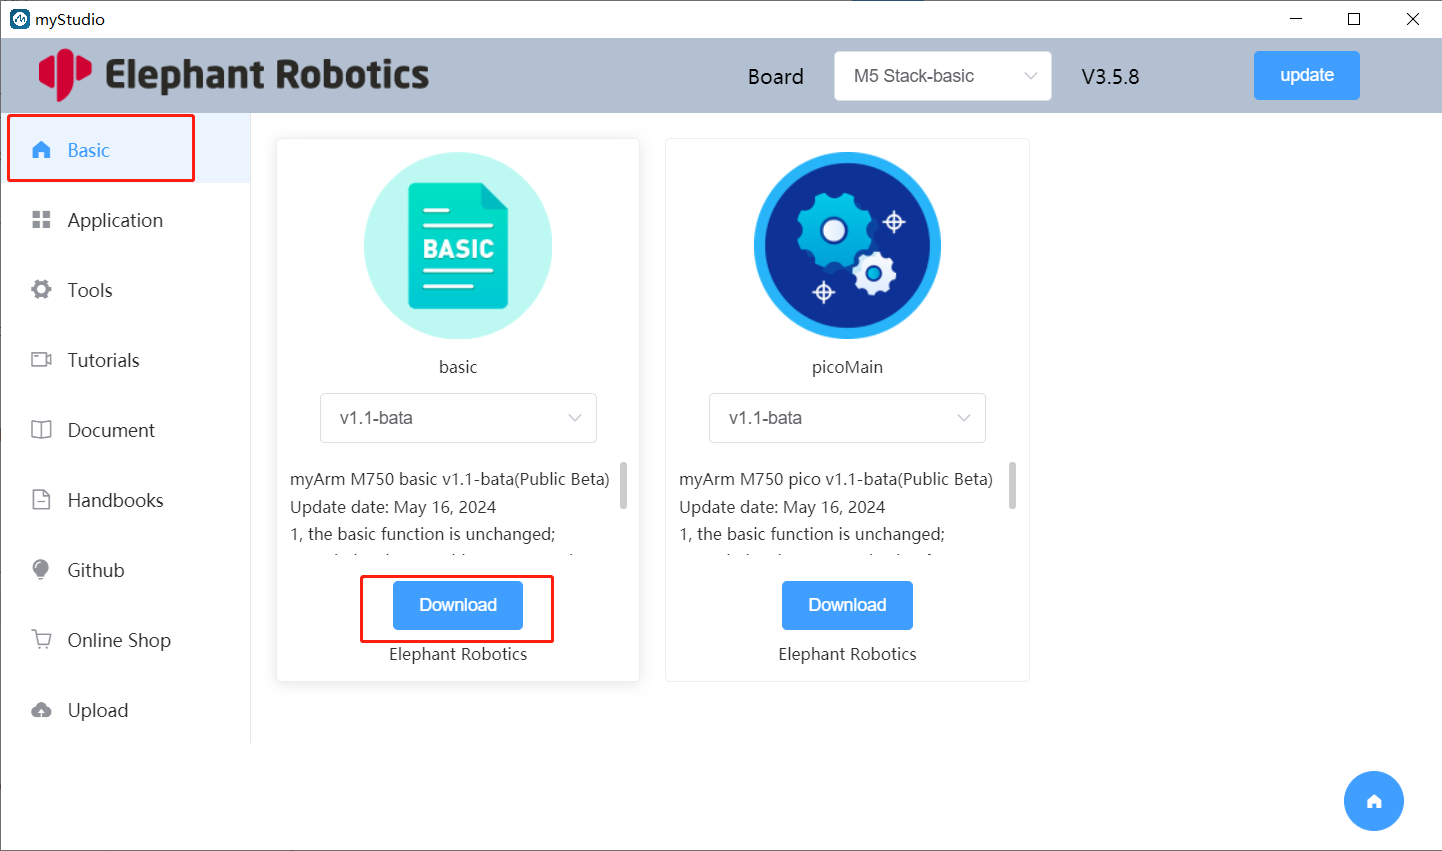 myStudio
Elephant Robotics
Board
M5 Stack-basic
V3.5.8
update
Basic
Application
Tools
Tutorials
Document
Handbooks
Github
Online Shop
Upload
BASIC
basic
v1.1-bata
myArm M750 basic v1.1-bata(Public Beta)
Update date: May 16, 2024
1, the basic function is unchanged;
Download
Elephant Robotics
picoMain
v1.1-bata
myArm M750 pico v1.1-bata(Public Beta)
Update date: May 16, 2024
1, the basic function is unchanged;
Download
Elephant Robotics